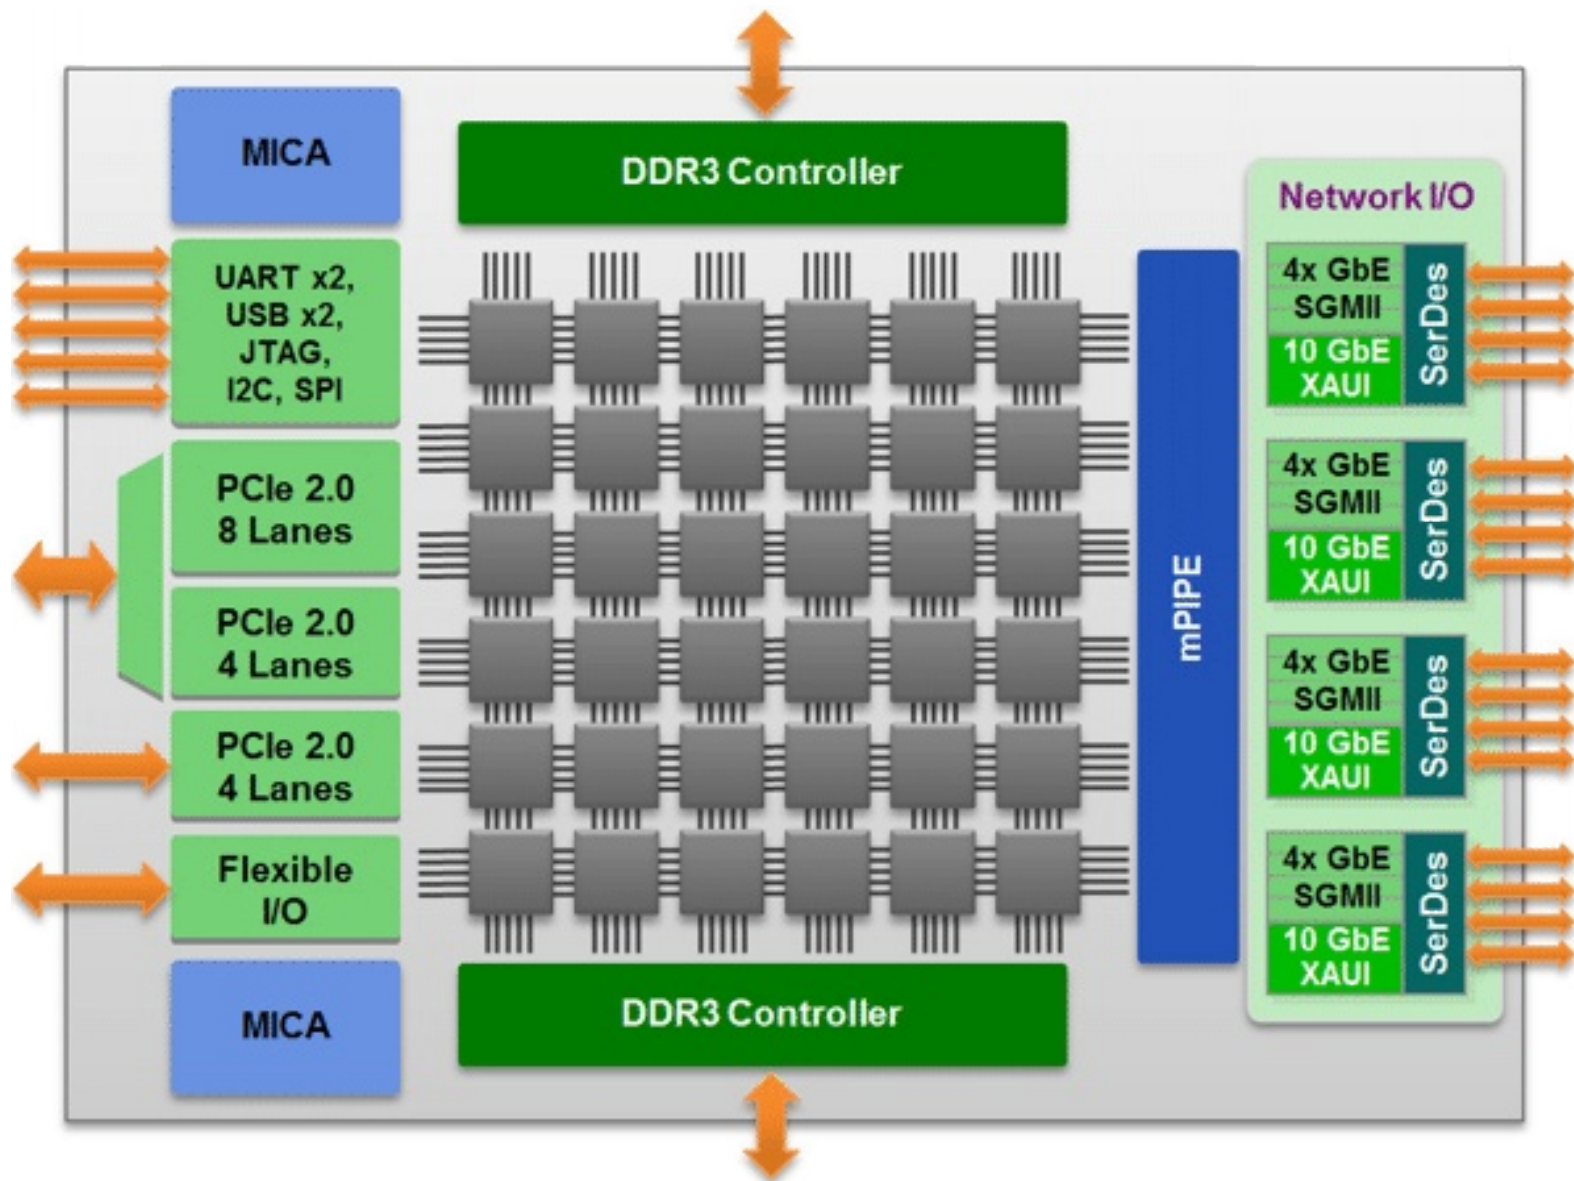 MICA
DDR3 Controller
UART x2,
USB x2,
JTAG,
I2C, SPI
PCIe 2.0
8 Lanes
PCIe 2.0
4 Lanes
PCIe 2.0
4 Lanes
Flexible
I/O
MICA
DDR3 Controller
mPIPE
Network I/O
4x GbE
SGMII
10 GbE
XAUI
SerDes
4x GbE
SGMII
10 GbE
XAUI
SerDes
4x GbE
SGMII
10 GbE
XAUI
SerDes
4x GbE
SGMII
10 GbE
XAUI
SerDes